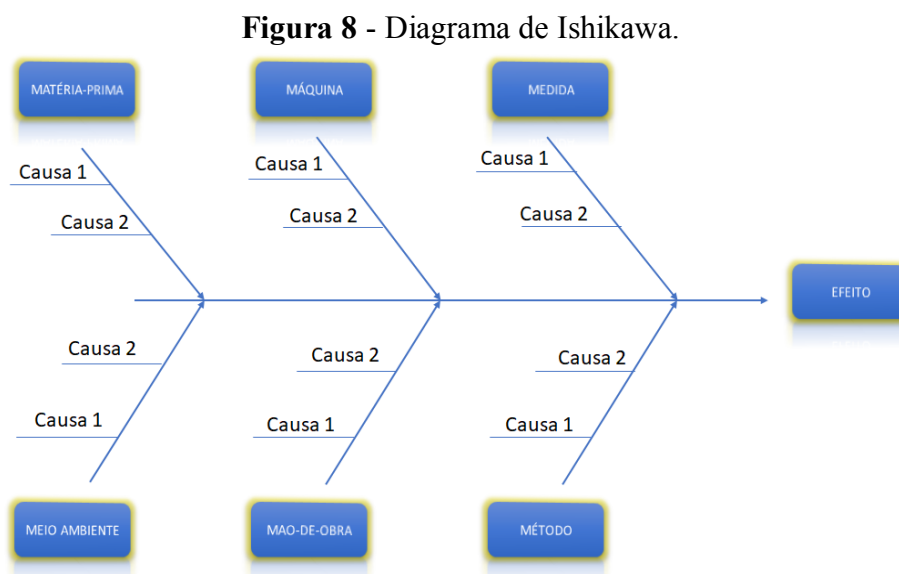 Figura 8 - Diagrama de Ishikawa.
MATÉRIA-PRIMA
MÁQUINA
MEDIDA
Causa 1
Causa 1
Causa 1
Causa 2
Causa 2
Causa 2
EFEITO
Causa 2
Causa 2
Causa 2
Causa 1
Causa 1
Causa 1
MEIO AMBIENTE
MAO-DE-OBRA
MÉTODO